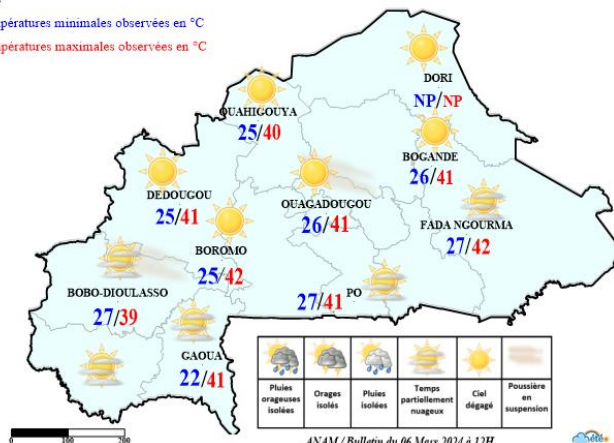 pératures minimales observées en °C
pératures maximales observées en °C
DORI
NP/NP
OUAHIGOUYA
25/40
BOGANDE
26/41
DEDOUGOU
25/41
OUAGADOUGOU
26/41
FADA NGOURMA
27/42
BOROMO
25/42
BOBO-DIOULASSO
27/39
PO
27/41
GAOUA
22/41
Pluies orageuses isolées
Orages isolés
Pluies isolées
Temps partiellement nuageux
Ciel dégagé
Poussière en suspension
0 100 200
ANAM / Bulletin du 06 Mars 2024 à 12H